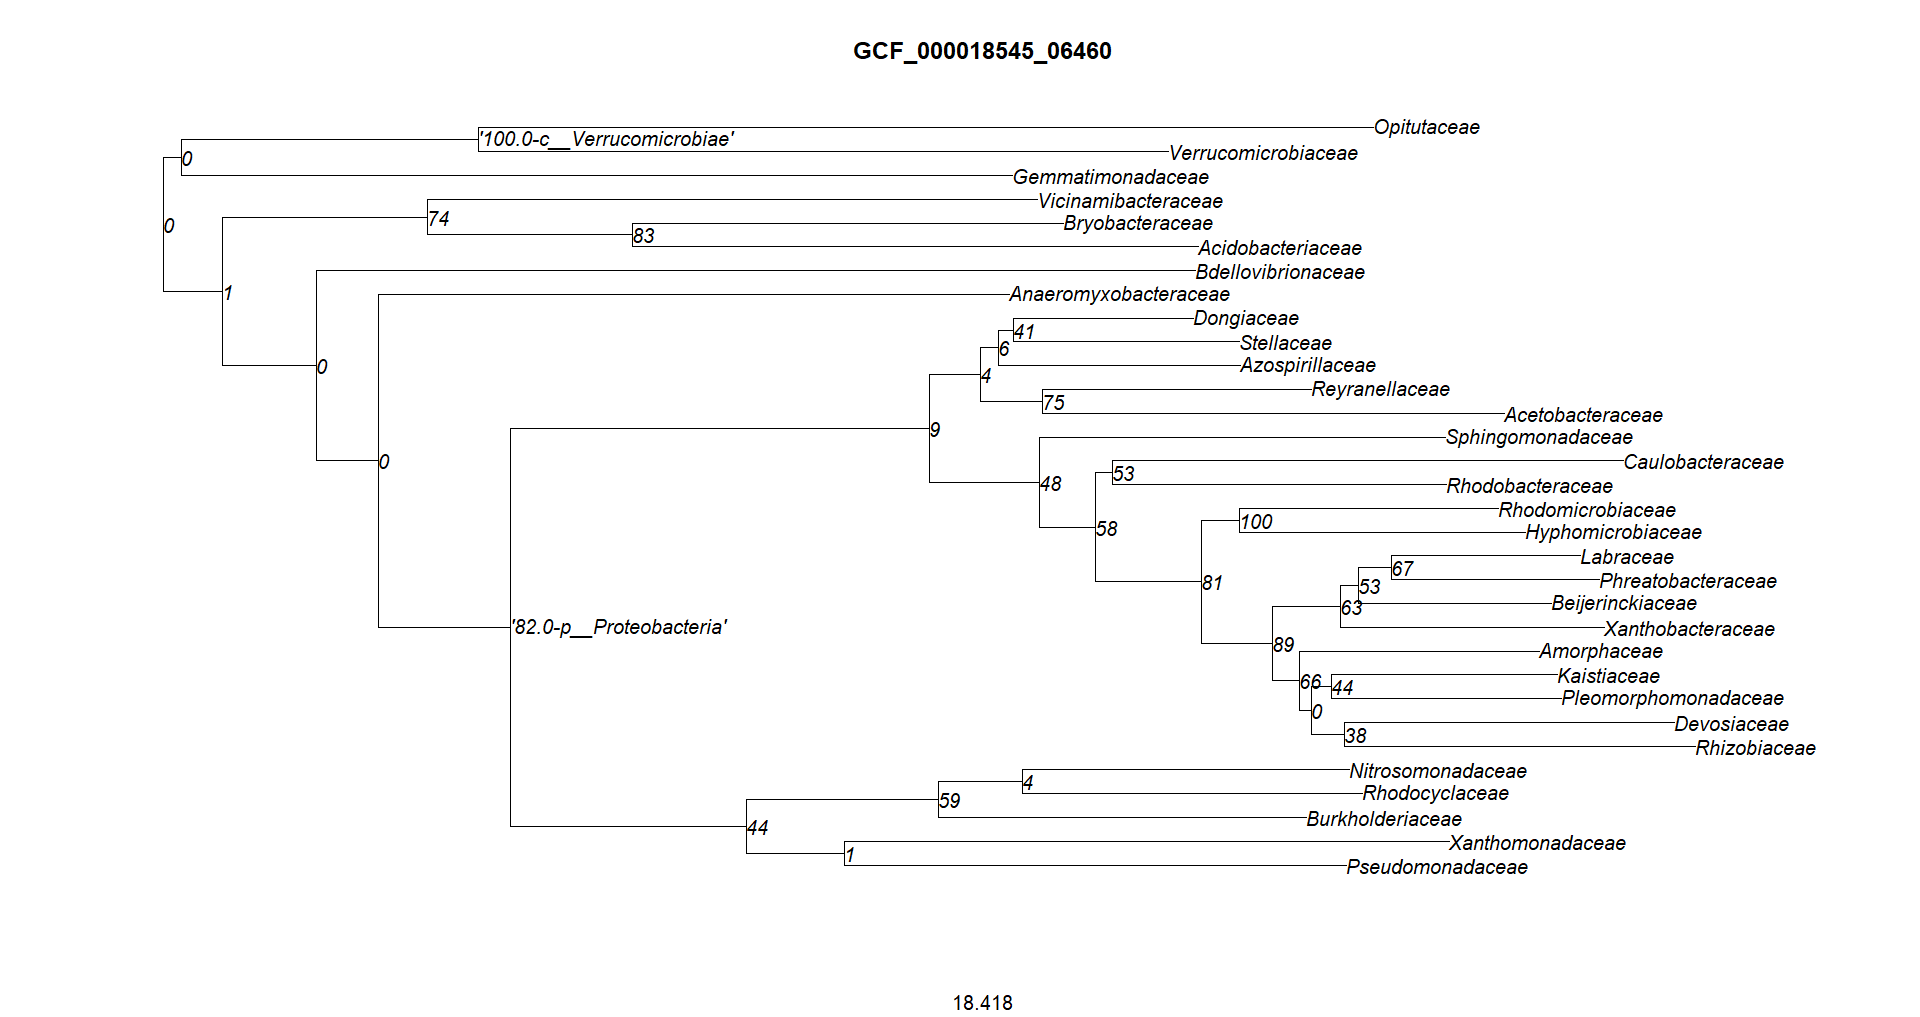 GCF_000018545_06460
Opitutaceae
'100.0-c__Verrucomicrobiae'
Verrucomicrobiaceae
0
Gemmatimonadaceae
Vicinamibacteraceae
74
Bryobacteraceae
0
83
Acidobacteriaceae
Bdellovibrionaceae
1
Anaeromyxobacteraceae
Dongiaceae
41
Stellaceae
6
Azospirillaceae
0
4
Reyranellaceae
75
Acetobacteraceae
9
Sphingomonadaceae
0
Caulobacteraceae
53
48
Rhodobacteraceae
Rhodomicrobiaceae
100
58
Hyphomicrobiaceae
Labraceae
67
81
Phreatobacteraceae
53
Beijerinckiaceae
63
'82.0-p__Proteobacteria'
Xanthobacteraceae
89
Amorphaceae
Kaistiaceae
66
44
Pleomorphomonadaceae
0
Devosiaceae
38
Rhizobiaceae
Nitrosomonadaceae
4
Rhodocyclaceae
59
Burkholderiaceae
44
Xanthomonadaceae
1
Pseudomonadaceae
18.418